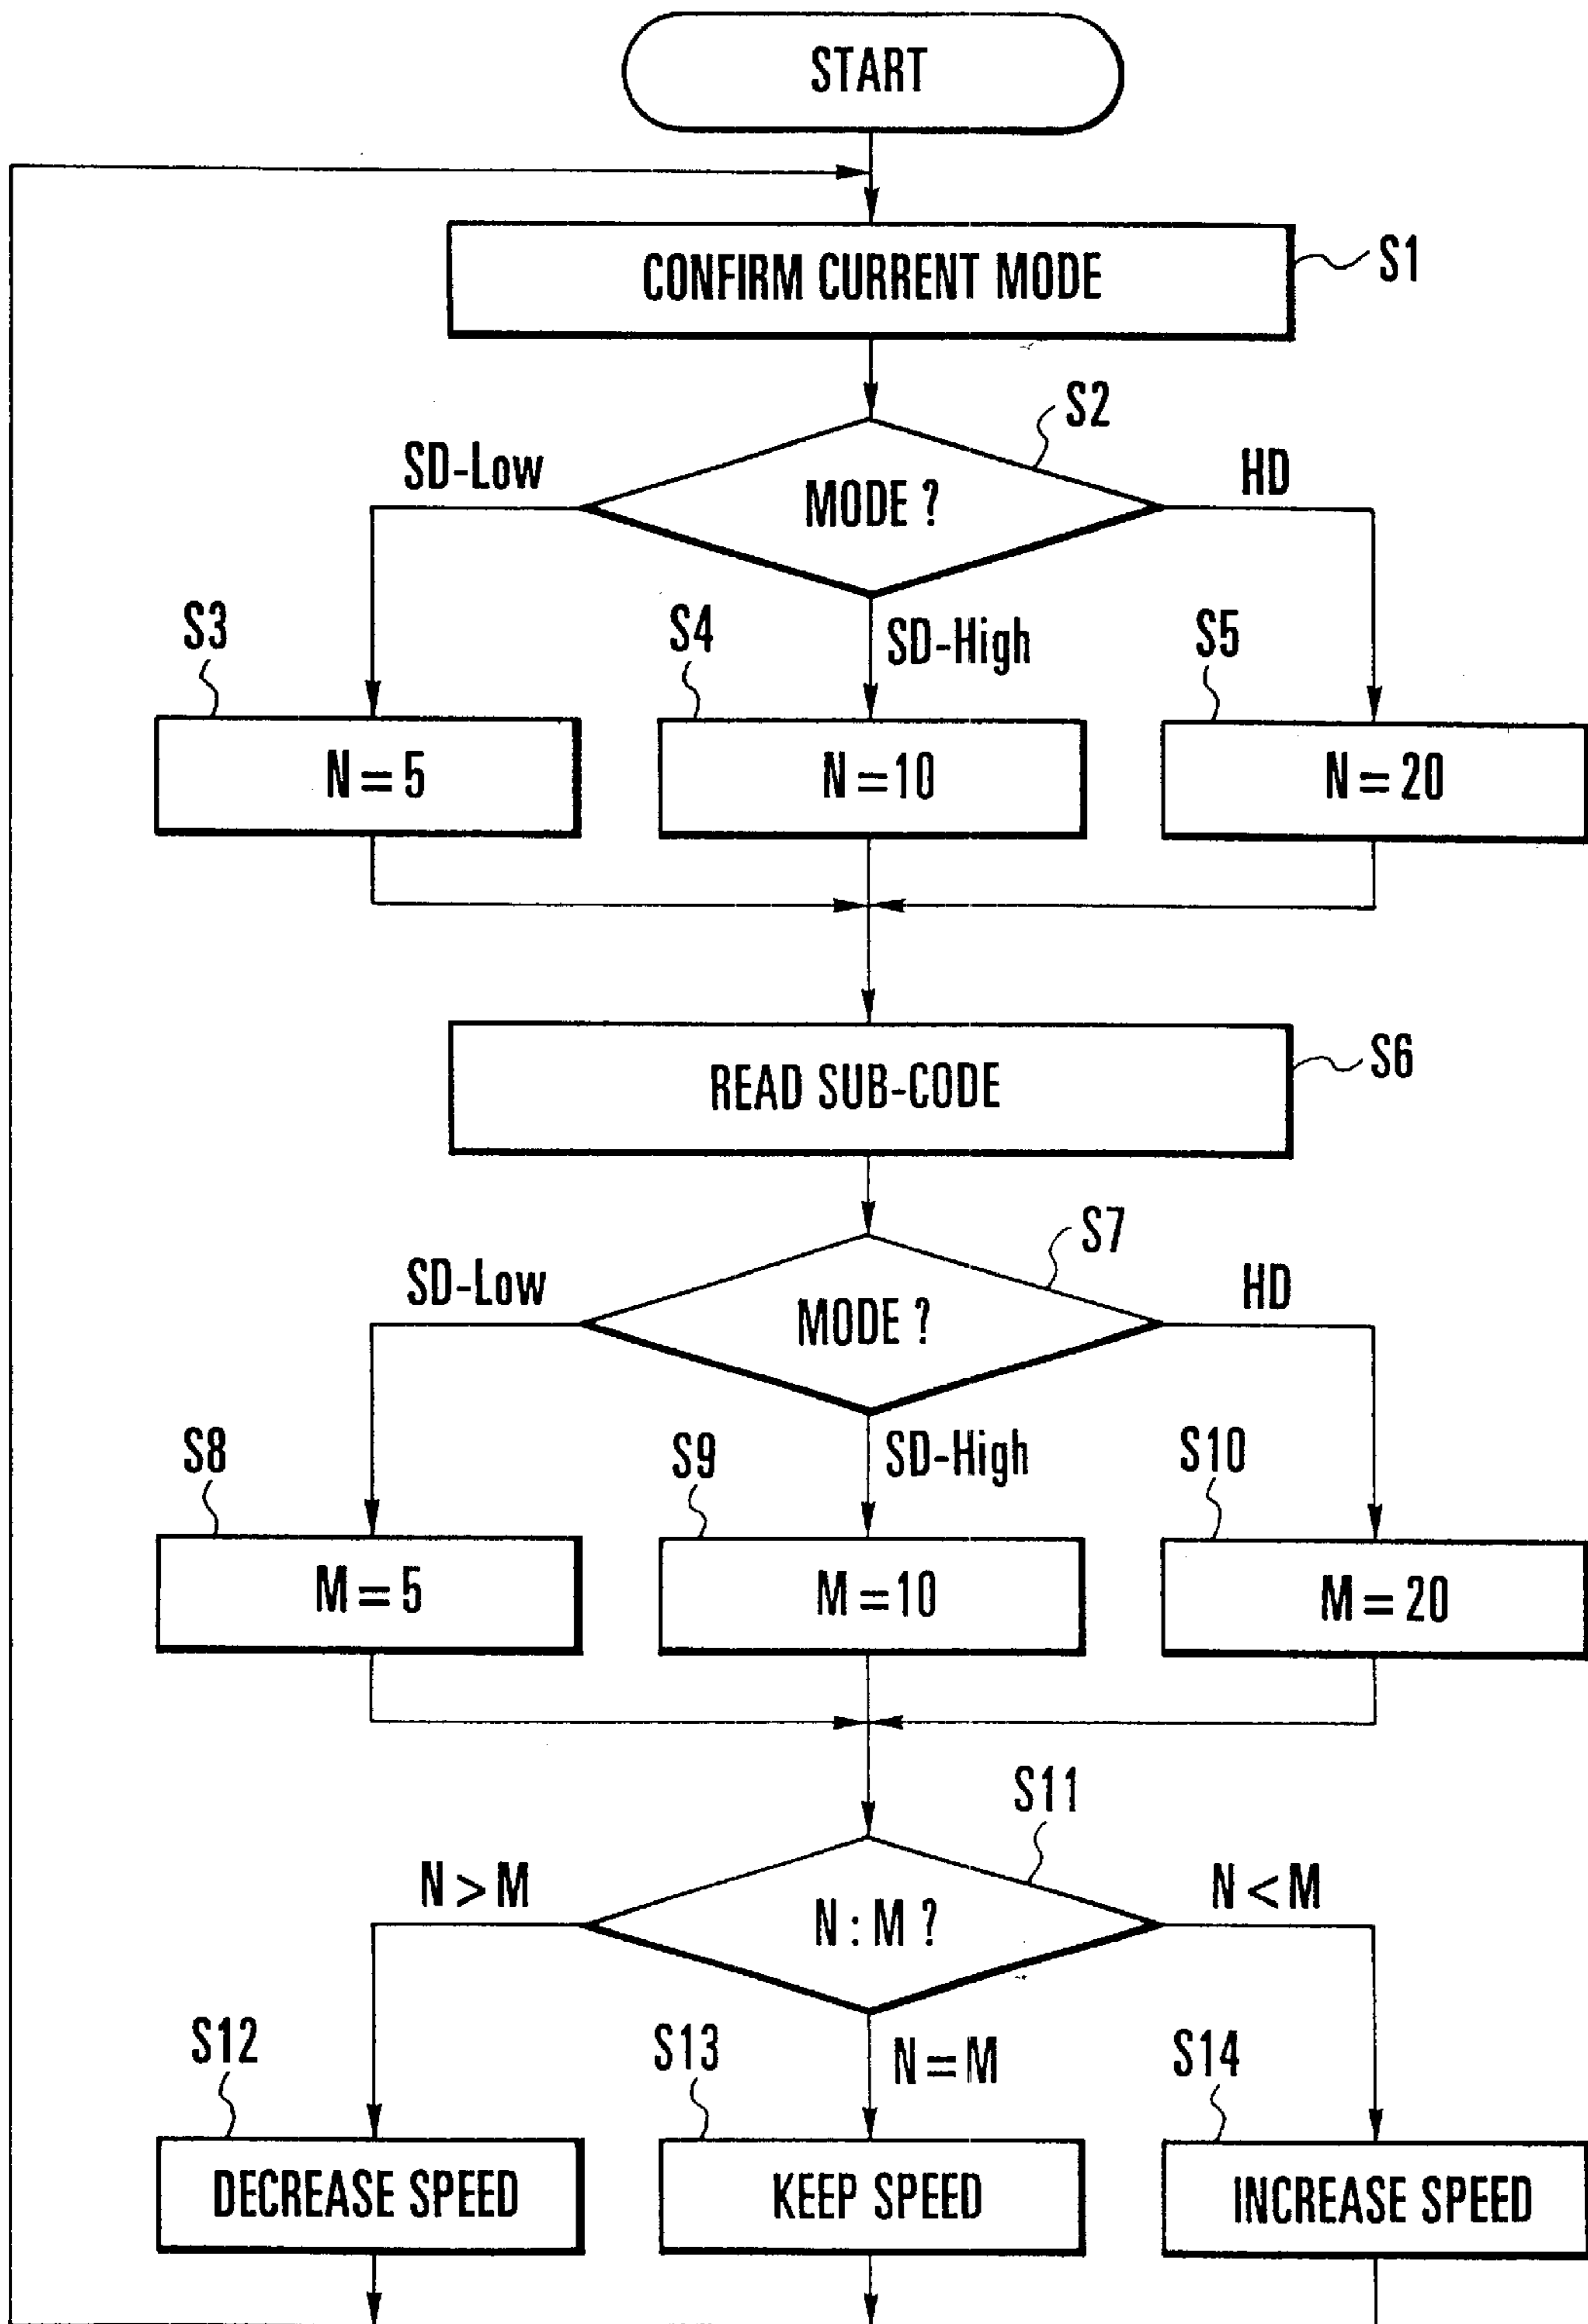 START
CONFIRM CURRENT MODE
S1
S2
SD-Low
MODE ?
HD
S3
S4
SD-High
S5
N = 5
N = 10
N = 20
READ SUB-CODE
S6
S7
SD-Low
MODE ?
HD
S8
S9
SD-High
S10
M = 5
M = 10
M = 20
S11
N > M
N : M ?
N < M
S12
S13
N = M
S14
DECREASE SPEED
KEEP SPEED
INCREASE SPEED